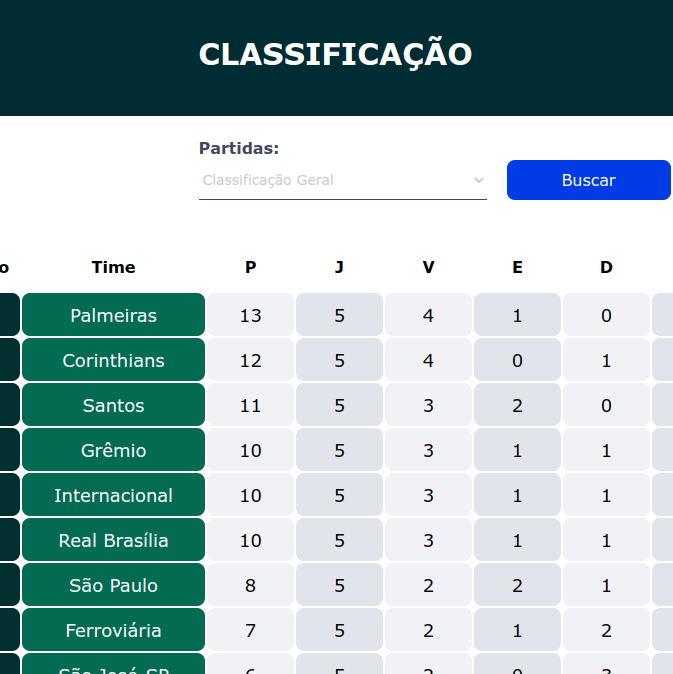 CLASSIFICAÇÃO
Partidas:
Classificação Geral
Buscar
o Time P J V E D
Palmeiras 13 5 4 1 0
Corinthians 12 5 4 0 1
Santos 11 5 3 2 0
Grêmio 10 5 3 1 1
Internacional 10 5 3 1 1
Real Brasília 10 5 3 1 1
São Paulo 8 5 2 2 1
Ferroviária 7 5 2 1 2
São José-SP 6 5 2 0 3